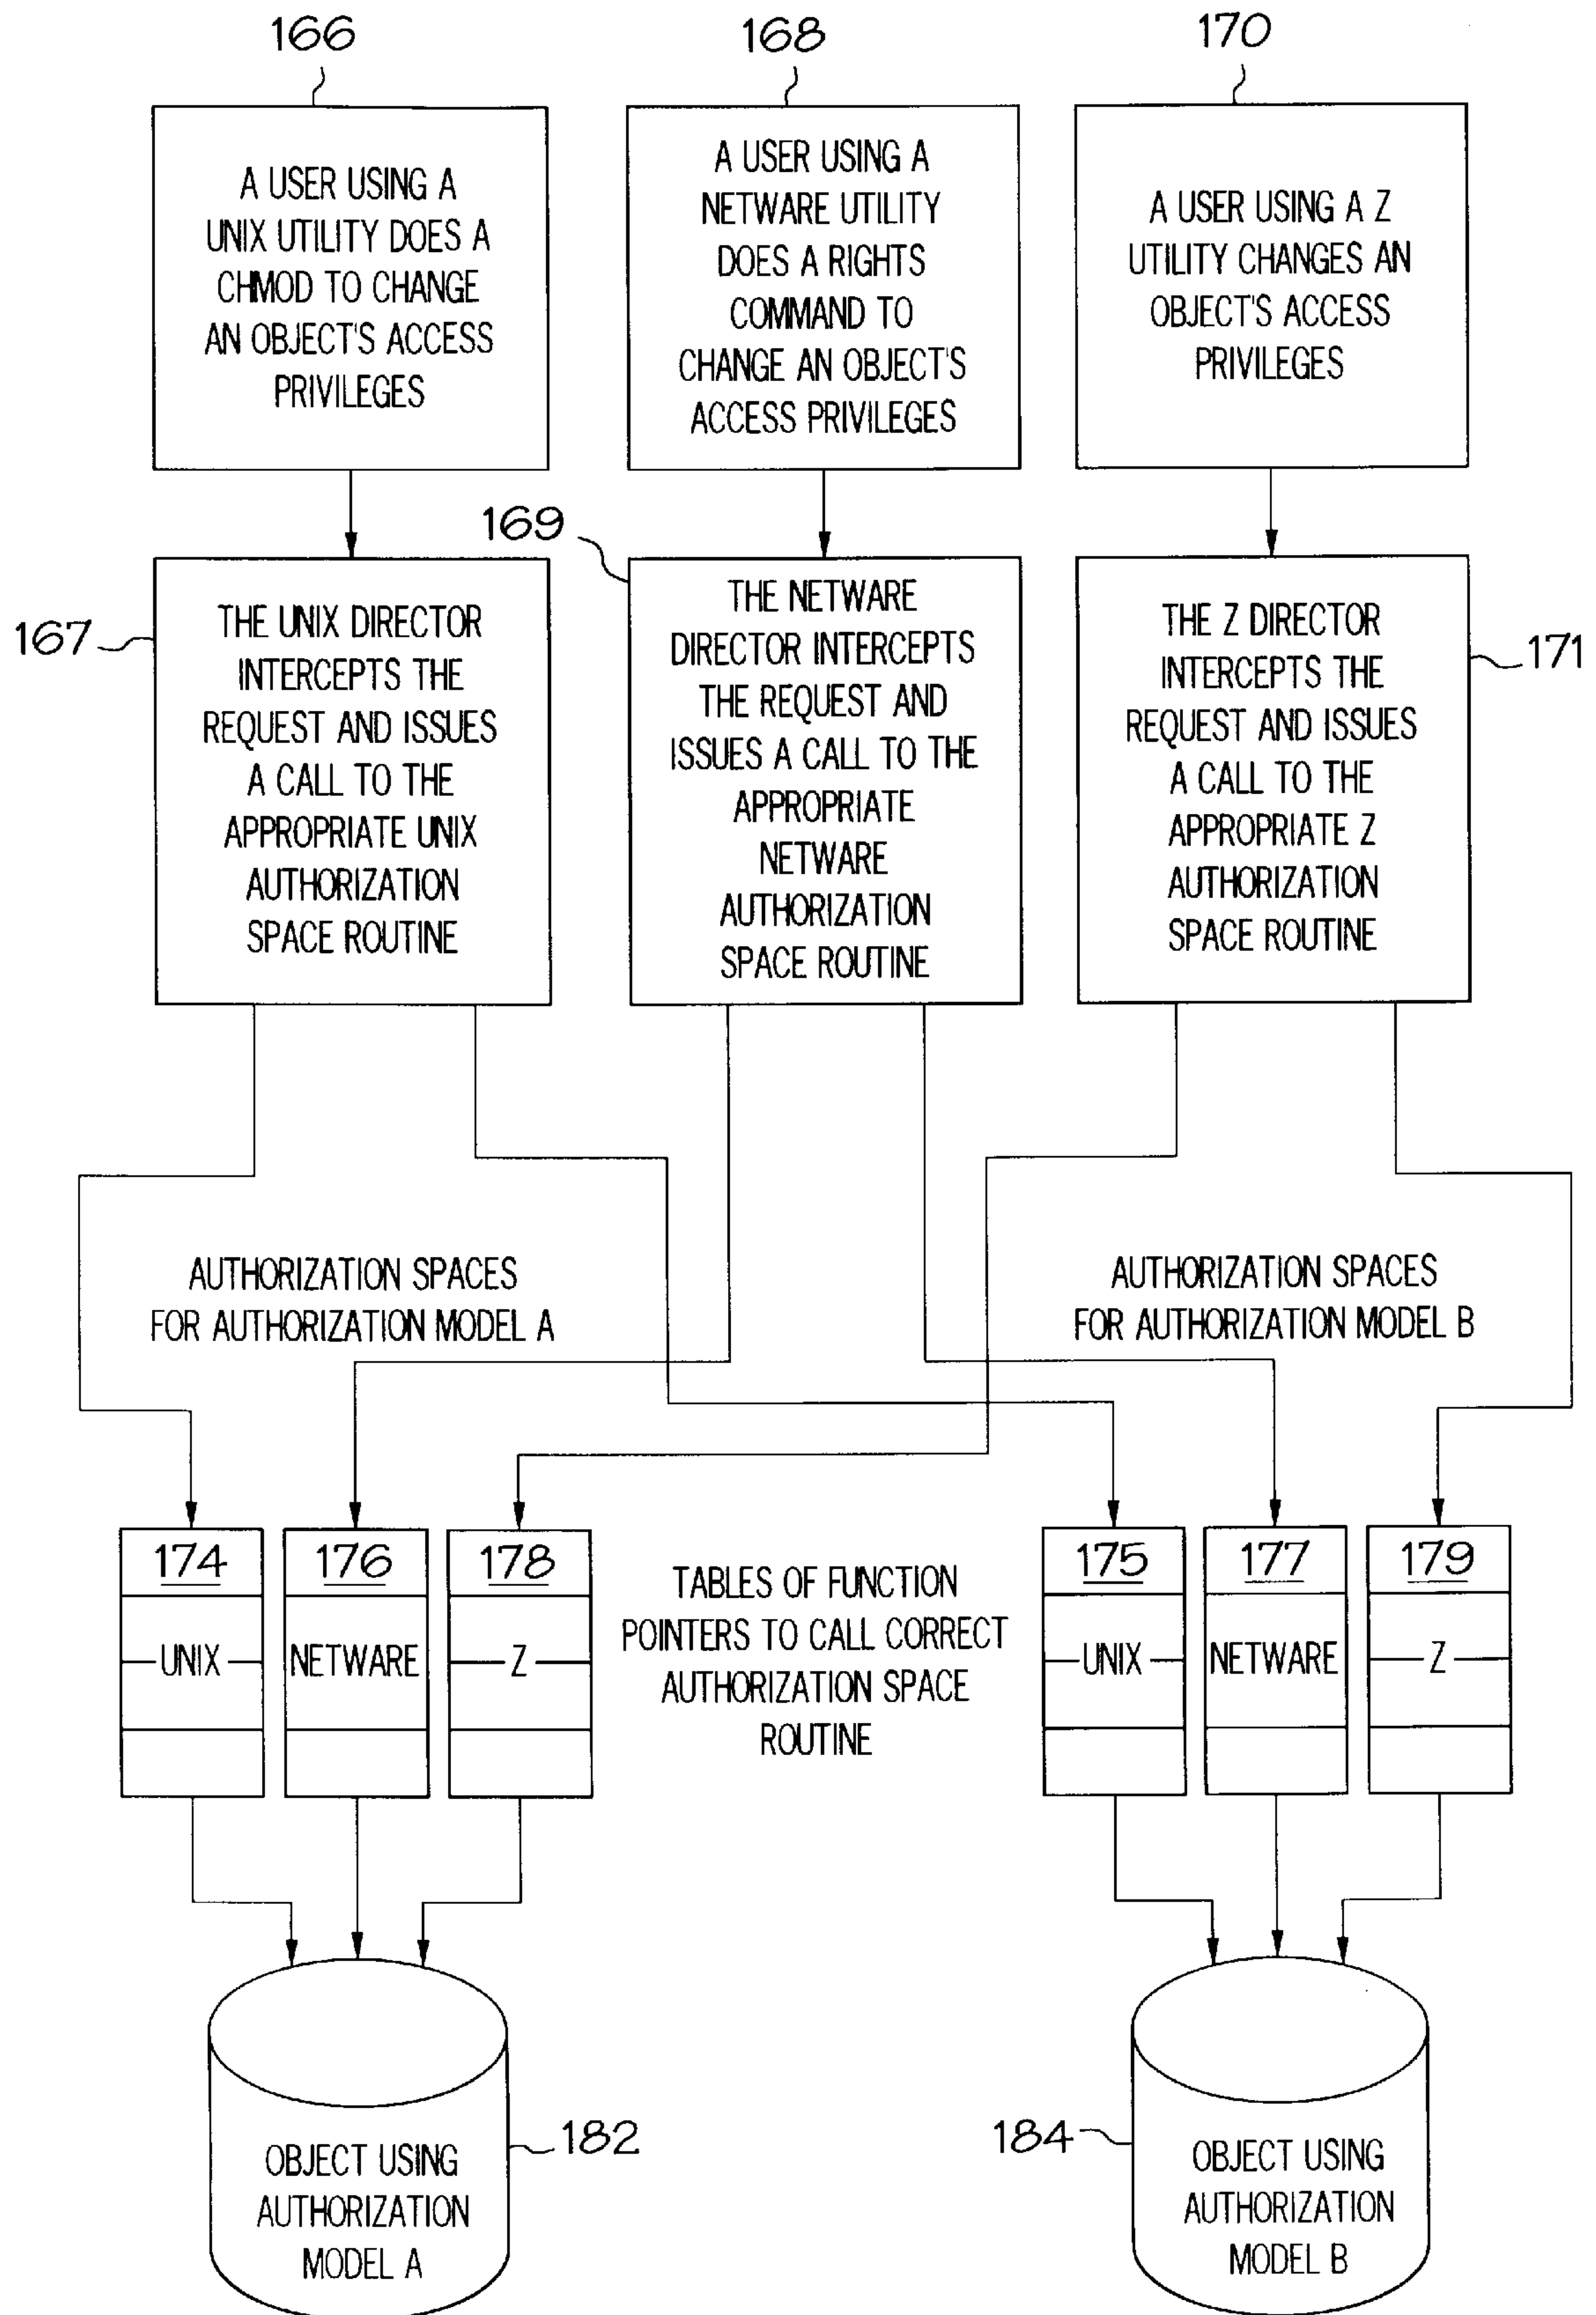 166
168
170
A USER USING A
UNIX UTILITY DOES A
CHMOD TO CHANGE
AN OBJECT'S ACCESS
PRIVILEGES
A USER USING A
NETWARE UTILITY
DOES A RIGHTS
COMMAND TO
CHANGE AN OBJECT'S
ACCESS PRIVILEGES
A USER USING A Z
UTILITY CHANGES AN
OBJECT'S ACCESS
PRIVILEGES
167
THE UNIX DIRECTOR
INTERCEPTS THE
REQUEST AND ISSUES
A CALL TO THE
APPROPRIATE UNIX
AUTHORIZATION
SPACE ROUTINE
169
THE NETWARE
DIRECTOR INTERCEPTS
THE REQUEST AND
ISSUES A CALL TO THE
APPROPRIATE
NETWARE
AUTHORIZATION
SPACE ROUTINE
THE Z DIRECTOR
INTERCEPTS THE
REQUEST AND ISSUES
A CALL TO THE
APPROPRIATE Z
AUTHORIZATION
SPACE ROUTINE
171
AUTHORIZATION SPACES
FOR AUTHORIZATION MODEL A
AUTHORIZATION SPACES
FOR AUTHORIZATION MODEL B
174
UNIX
176
NETWARE
178
Z
TABLES OF FUNCTION
POINTERS TO CALL CORRECT
AUTHORIZATION SPACE
ROUTINE
175
UNIX
177
NETWARE
179
Z
OBJECT USING
AUTHORIZATION
MODEL A
182
184
OBJECT USING
AUTHORIZATION
MODEL B